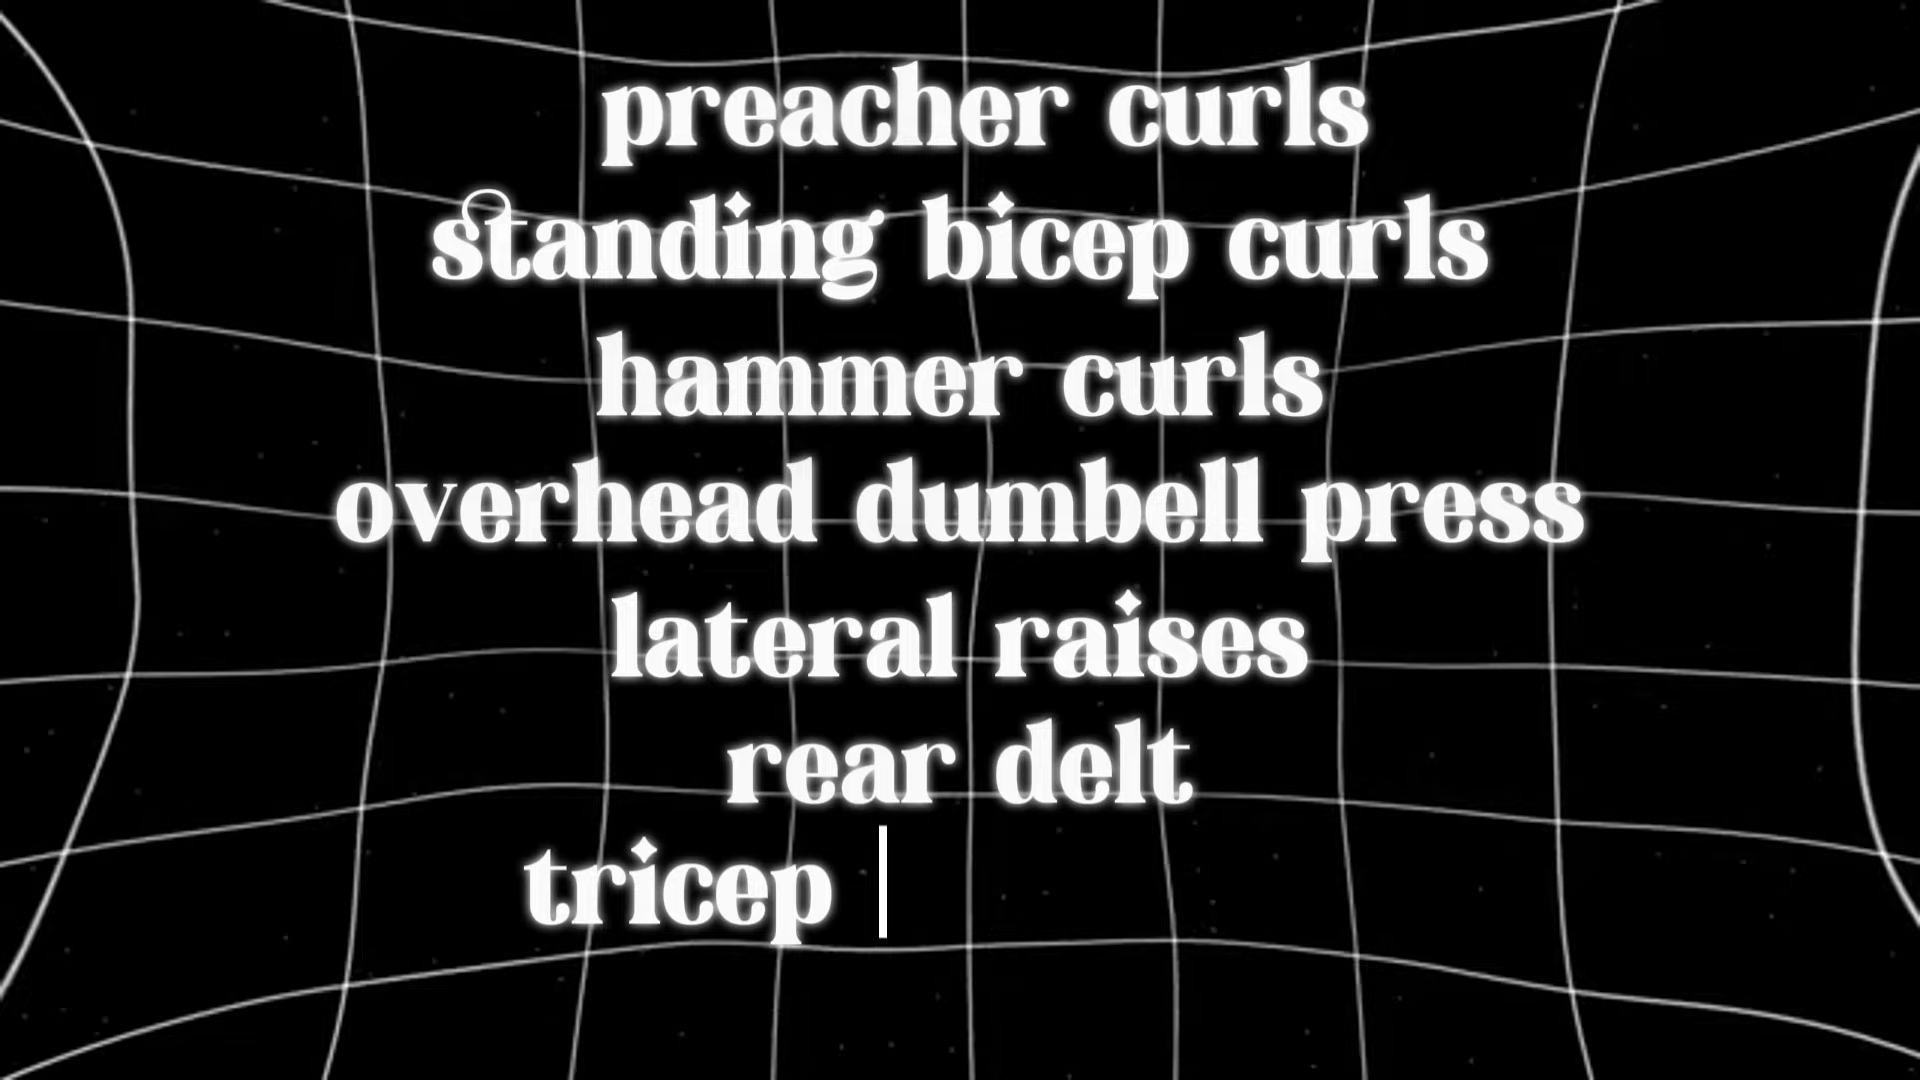 preacher curls
standing bicep curls
hammer curls
overhead dumbell press
lateral raises
rear delt
tricep